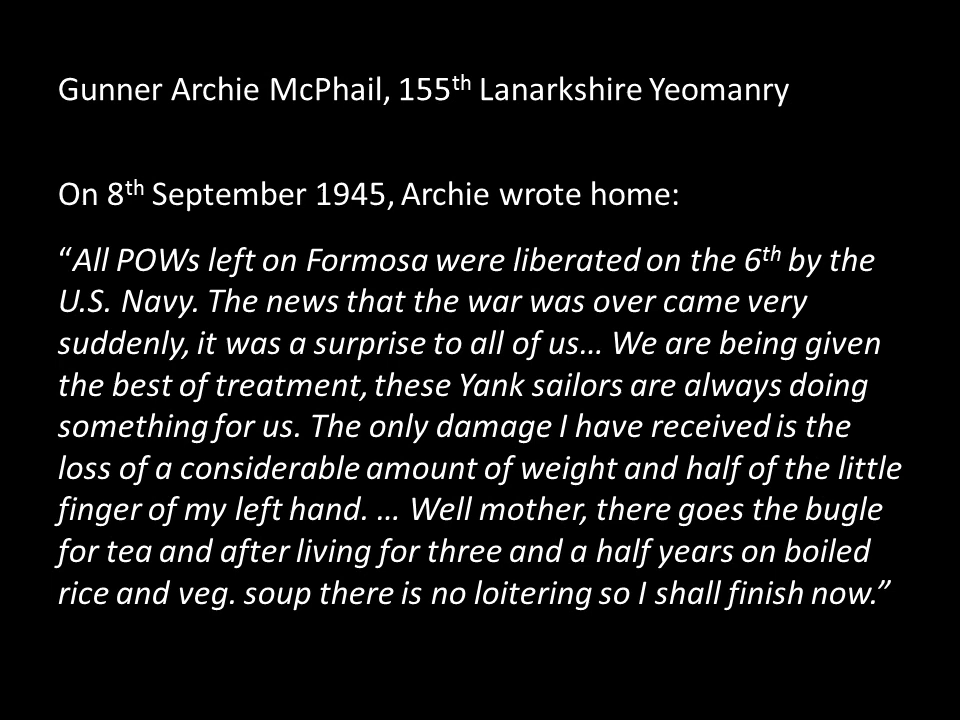 Gunner Archie McPhail, 155th Lanarkshire Yeomanry
On 8th September 1945, Archie wrote home:
“All POWs left on Formosa were liberated on the 6th by the
U.S. Navy. The news that the war was over came very
suddenly, it was a surprise to all of us… We are being given
the best of treatment, these Yank sailors are always doing
something for us. The only damage I have received is the
loss of a considerable amount of weight and half of the little
finger of my left hand. … Well mother, there goes the bugle
for tea and after living for three and a half years on boiled
rice and veg. soup there is no loitering so I shall finish now.”